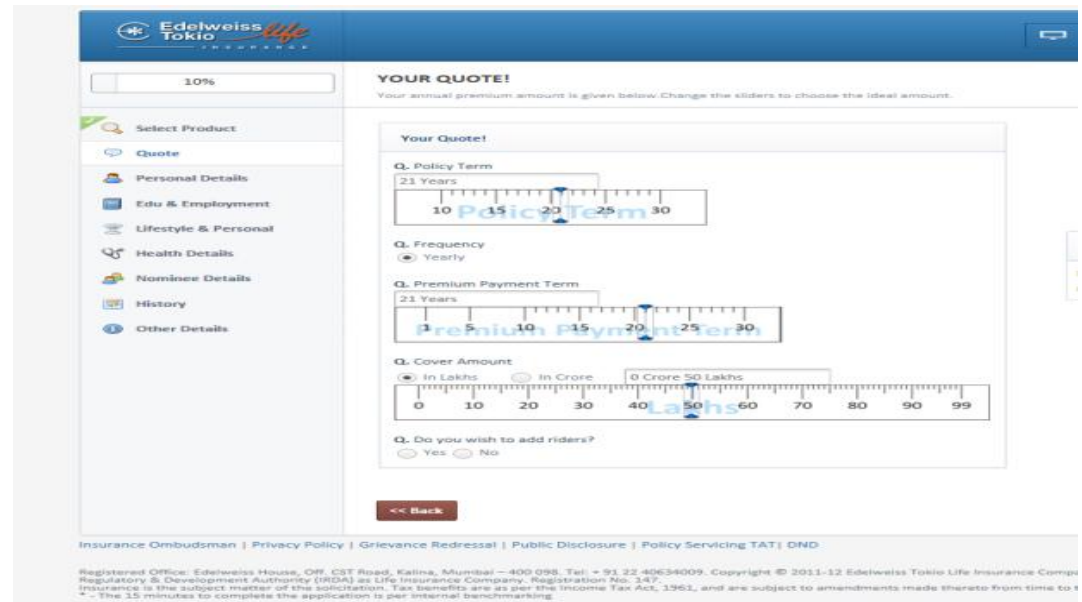 Edelweiss
Tokio life
INSURANCE
10%
Select Product
Quote
Personal Details
Edu & Employment
Lifestyle & Personal
Health Details
Nominee Details
History
Other Details
YOUR QUOTE!
Your annual premium amount is given below.Change the sliders to choose the ideal amount.
Your Quote!
Q. Policy Term
21 Years
10 15 20 25 30
Policy Term
Q. Frequency
Yearly
Q. Premium Payment Term
21 Years
1 5 10 15 20 25 30
Premium Payment Term
Q. Cover Amount
In Lakhs In Crore 0 Crore 50 Lakhs
0 10 20 30 40 50 60 70 80 90 99
Lakhs
Q. Do you wish to add riders?
Yes No
<< Back
Insurance Ombudsman | Privacy Policy | Grievance Redressal | Public Disclosure | Policy Servicing TAT| DND
Registered Office: Edelweiss House, Off. CST Road, Kalina, Mumbai – 400 098. Tel: + 91 22 40634009. Copyright © 2011-12 Edelweiss Tokio Life Insurance Compa
Regulatory & Development Authority (IRDA) as Life Insurance Company. Registration No. 147.
Insurance is the subject matter of the solicitation. Tax benefits are as per the Income Tax Act, 1961, and are subject to amendments made thereto from time to t
* - The 15 minutes to complete the application is per internal benchmarking.